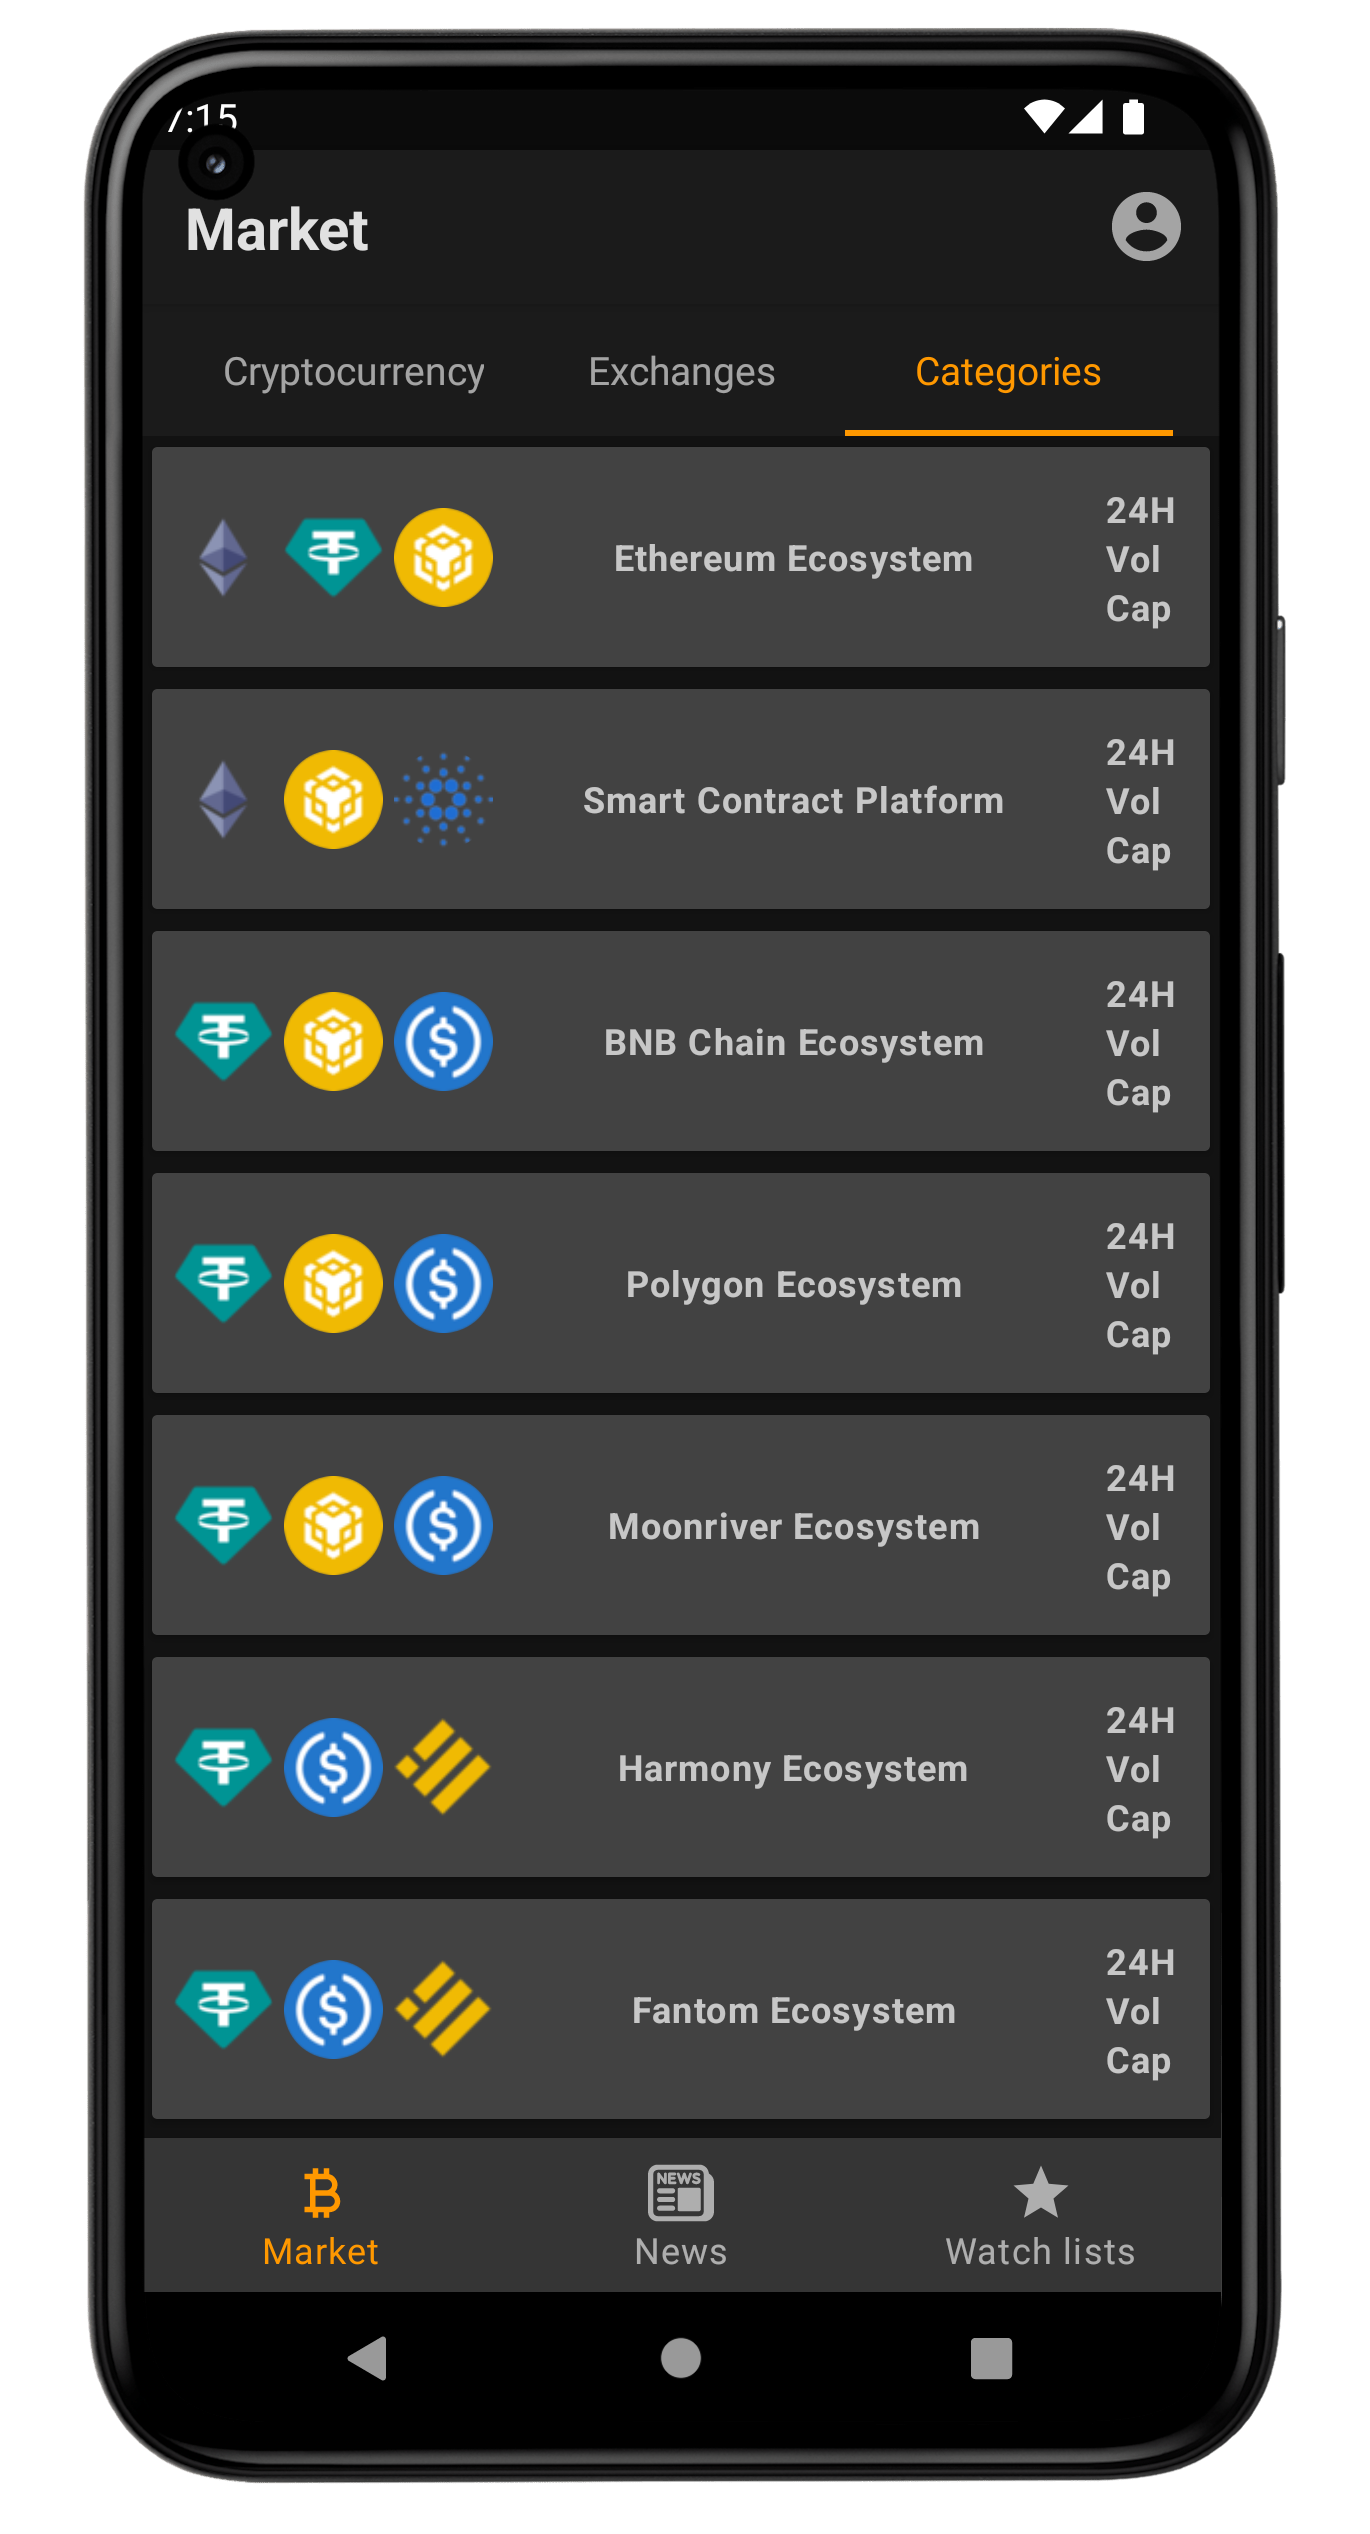 7:15
Market
Cryptocurrency Exchanges Categories
Ethereum Ecosystem
24H
Vol
Cap
Smart Contract Platform
24H
Vol
Cap
BNB Chain Ecosystem
24H
Vol
Cap
Polygon Ecosystem
24H
Vol
Cap
Moonriver Ecosystem
24H
Vol
Cap
Harmony Ecosystem
24H
Vol
Cap
Fantom Ecosystem
24H
Vol
Cap
NEWS
Market News Watch lists